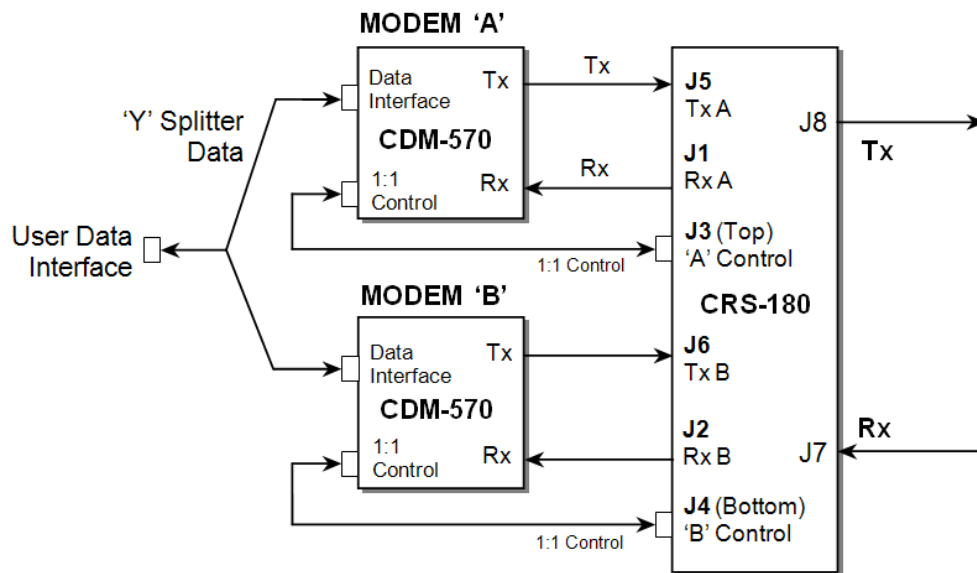 MODEM ‘A’
Data
Interface
Tx
CDM-570
1:1
Control
Rx
Tx
Rx
‘Y’ Splitter
Data
User Data
Interface
1:1 Control
MODEM ‘B’
Data
Interface
Tx
CDM-570
1:1
Control
Rx
1:1 Control
J5
Tx A
J1
Rx A
J3 (Top)
‘A’ Control
CRS-180
J6
Tx B
J2
Rx B
J4 (Bottom)
‘B’ Control
J8
Tx
Rx
J7